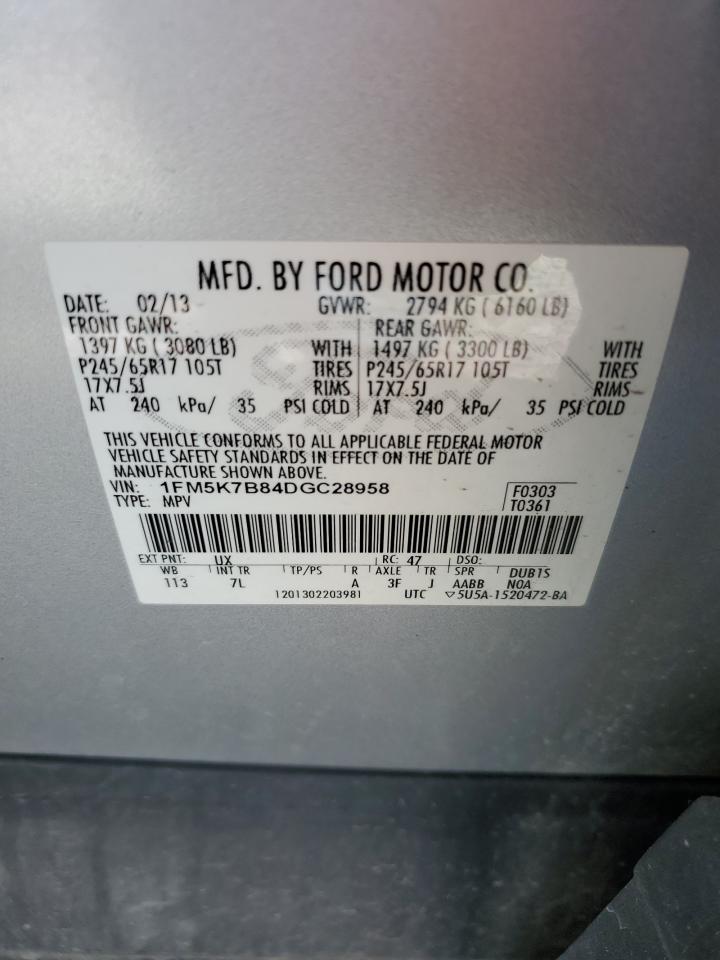 MFD. BY FORD MOTOR CO.
DATE: 02/13 GVWR: 2794 KG ( 6160 LB)
FRONT GAWR: REAR GAWR:
1397 KG ( 3080 LB) WITH 1497 KG ( 3300 LB) WITH
P245/65R17 105T TIRES P245/65R17 105T TIRES
17X7.5J RIMS 17X7.5J RIMS
AT 240 kPa/ 35 PSI COLD AT 240 kPa/ 35 PSI COLD
THIS VEHICLE CONFORMS TO ALL APPLICABLE FEDERAL MOTOR
VEHICLE SAFETY STANDARDS IN EFFECT ON THE DATE OF
MANUFACTURE SHOWN ABOVE.
VIN: 1FM5K7B84DGC28958 F0303
TYPE: MPV T0361
EXT PNT: UX RC: 47 DSO:
WB INT TR TP/PS R AXLE TR SPR DUB1S
113 7L A 3F J AABB N0A
1201302203981 UTC ▽5U5A-1520472-BA